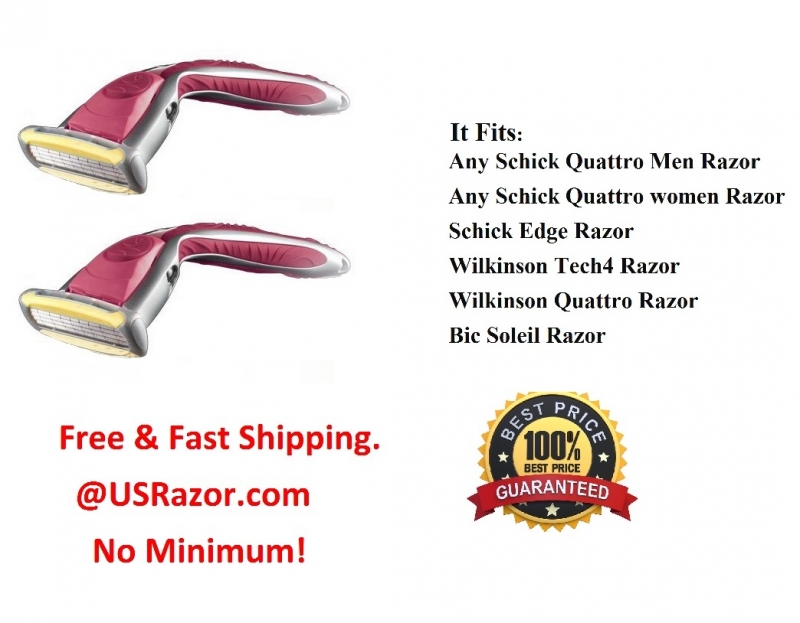 It Fits:
Any Schick Quattro Men Razor
Any Schick Quattro women Razor
Schick Edge Razor
Wilkinson Tech4 Razor
Wilkinson Quattro Razor
Bic Soleil Razor
Free & Fast Shipping.
@USRazor.com
No Minimum!
BEST PRICE
100%
BEST PRICE
GUARANTEED